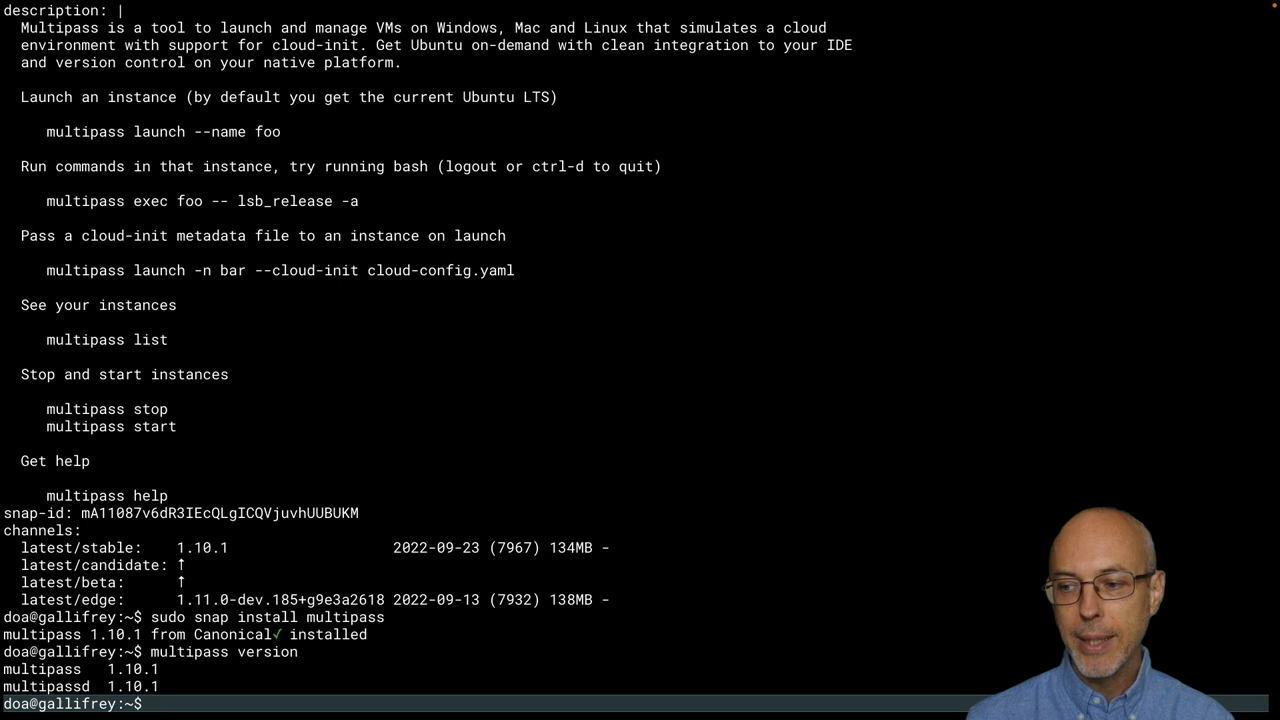 description: |
Multipass is a tool to launch and manage VMs on Windows, Mac and Linux that simulates a cloud
environment with support for cloud-init. Get Ubuntu on-demand with clean integration to your IDE
and version control on your native platform.
Launch an instance (by default you get the current Ubuntu LTS)
multipass launch --name foo
Run commands in that instance, try running bash (logout or ctrl-d to quit)
multipass exec foo -- lsb_release -a
Pass a cloud-init metadata file to an instance on launch
multipass launch -n bar --cloud-init cloud-config.yaml
See your instances
multipass list
Stop and start instances
multipass stop
multipass start
Get help
multipass help
snap-id: mA11087v6dR3IEcQLgICQVjuvhUUBUKM
channels:
latest/stable: 1.10.1 2022-09-23 (7967) 134MB -
latest/candidate: ↑
latest/beta: ↑
latest/edge: 1.11.0-dev.185+g9e3a2618 2022-09-13 (7932) 138MB -
doa@gallifrey:~$ sudo snap install multipass
multipass 1.10.1 from Canonical✓ installed
doa@gallifrey:~$ multipass version
multipass 1.10.1
multipassd 1.10.1
doa@gallifrey:~$